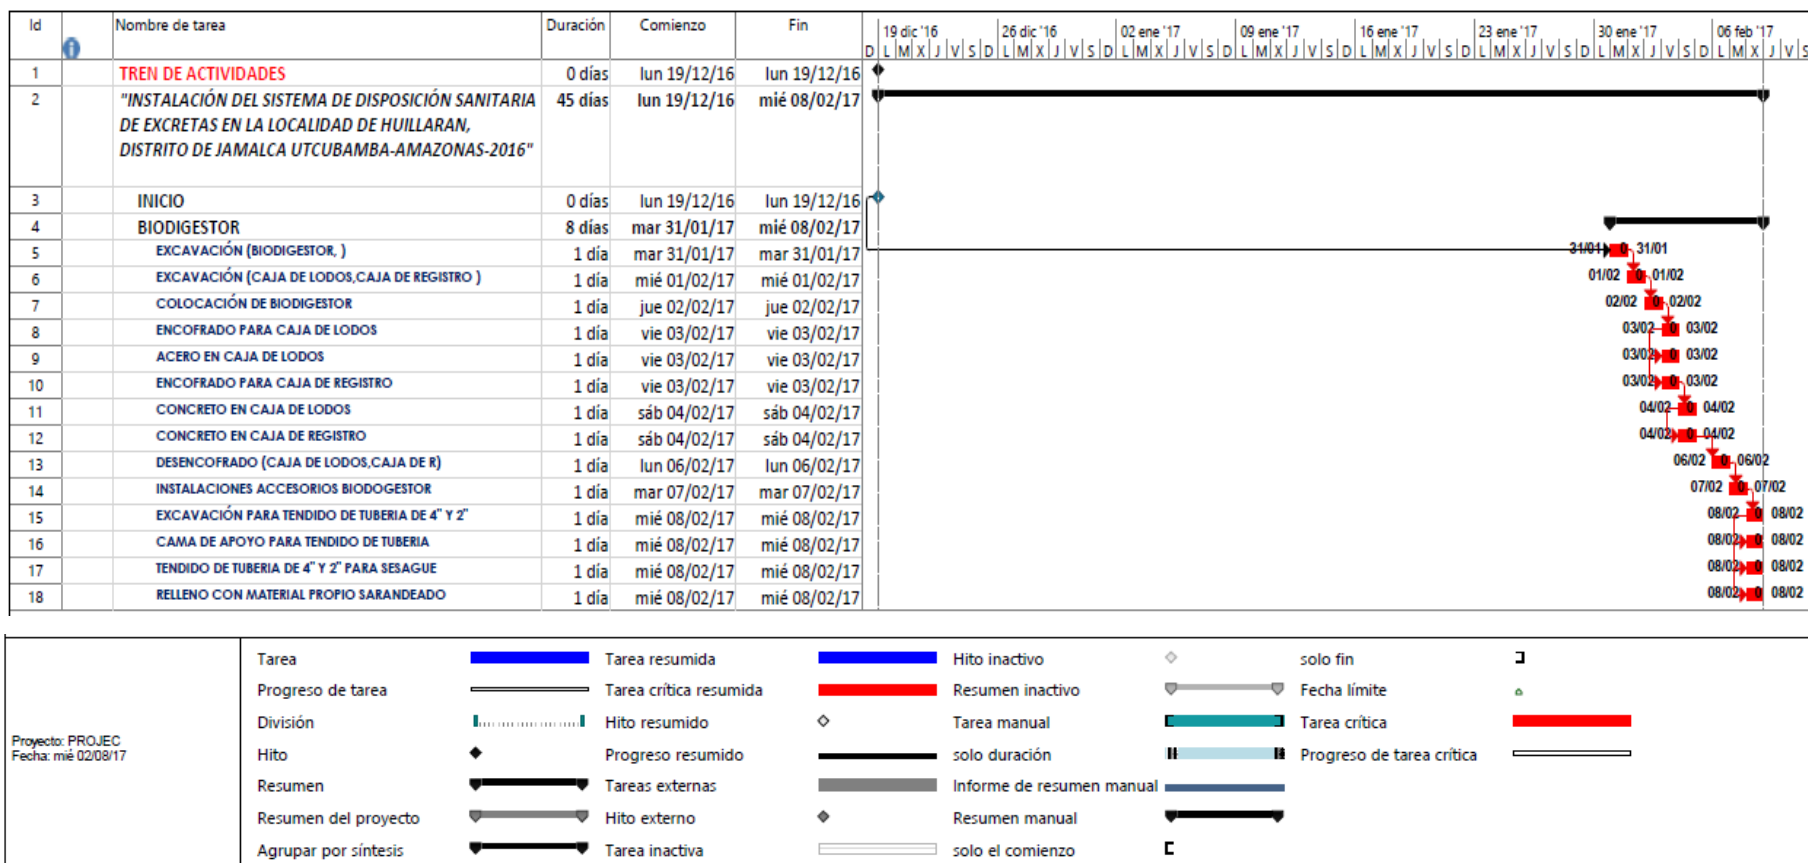 Id Nombre de tarea Duración Comienzo Fin 19 dic '16 26 dic '16 02 ene '17 09 ene '17 16 ene '17 23 ene '17 30 ene '17 06 feb '17
D L M X J V S D L M X J V S D L M X J V S D L M X J V S D L M X J V S D L M X J V S D L M X J V S D L M X J V S
1 TREN DE ACTIVIDADES 0 días lun 19/12/16 lun 19/12/16
2 "INSTALACIÓN DEL SISTEMA DE DISPOSICIÓN SANITARIA 45 días lun 19/12/16 mié 08/02/17
DE EXCRETAS EN LA LOCALIDAD DE HUILLARAN,
DISTRITO DE JAMALCA UTCUBAMBA-AMAZONAS-2016"
3 INICIO 0 días lun 19/12/16 lun 19/12/16
4 BIODIGESTOR 8 días mar 31/01/17 mié 08/02/17
5 EXCAVACIÓN (BIODIGESTOR, ) 1 día mar 31/01/17 mar 31/01/17 31/01 0 31/01
6 EXCAVACIÓN (CAJA DE LODOS,CAJA DE REGISTRO ) 1 día mié 01/02/17 mié 01/02/17 01/02 0 01/02
7 COLOCACIÓN DE BIODIGESTOR 1 día jue 02/02/17 jue 02/02/17 02/02 0 02/02
8 ENCOFRADO PARA CAJA DE LODOS 1 día vie 03/02/17 vie 03/02/17 03/02 0 03/02
9 ACERO EN CAJA DE LODOS 1 día vie 03/02/17 vie 03/02/17 03/02 0 03/02
10 ENCOFRADO PARA CAJA DE REGISTRO 1 día vie 03/02/17 vie 03/02/17 03/02 0 03/02
11 CONCRETO EN CAJA DE LODOS 1 día sáb 04/02/17 sáb 04/02/17 04/02 0 04/02
12 CONCRETO EN CAJA DE REGISTRO 1 día sáb 04/02/17 sáb 04/02/17 04/02 0 04/02
13 DESENCOFRADO (CAJA DE LODOS,CAJA DE R) 1 día lun 06/02/17 lun 06/02/17 06/02 0 06/02
14 INSTALACIONES ACCESORIOS BIODOGESTOR 1 día mar 07/02/17 mar 07/02/17 07/02 0 07/02
15 EXCAVACIÓN PARA TENDIDO DE TUBERIA DE 4" Y 2" 1 día mié 08/02/17 mié 08/02/17 08/02 0 08/02
16 CAMA DE APOYO PARA TENDIDO DE TUBERIA 1 día mié 08/02/17 mié 08/02/17 08/02 0 08/02
17 TENDIDO DE TUBERIA DE 4" Y 2" PARA SESAGUE 1 día mié 08/02/17 mié 08/02/17 08/02 0 08/02
18 RELLENO CON MATERIAL PROPIO SARANDEADO 1 día mié 08/02/17 mié 08/02/17 08/02 0 08/02
Proyecto: PROJEC
Fecha: mié 02/08/17
Tarea Tarea resumida Hito inactivo solo fin
Progreso de tarea Tarea crítica resumida Resumen inactivo Fecha límite
División Hito resumido Tarea manual Tarea crítica
Hito Progreso resumido solo duración Progreso de tarea crítica
Resumen Tareas externas Informe de resumen manual
Resumen del proyecto Hito externo Resumen manual
Agrupar por síntesis Tarea inactiva solo el comienzo